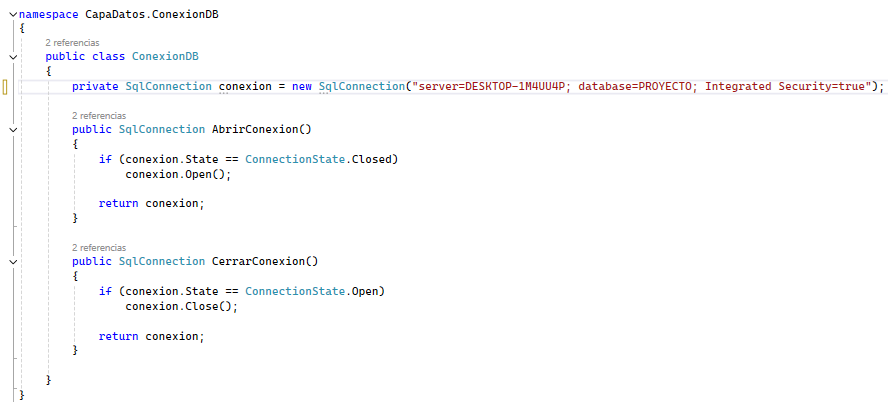 namespace CapaDatos.ConexionDB
{
2 referencias
public class ConexionDB
{
private SqlConnection conexion = new SqlConnection("server=DESKTOP-1M4UU4P; database=PROYECTO; Integrated Security=true");
2 referencias
public SqlConnection AbrirConexion()
{
if (conexion.State == ConnectionState.Closed)
conexion.Open();
return conexion;
}
2 referencias
public SqlConnection CerrarConexion()
{
if (conexion.State == ConnectionState.Open)
conexion.Close();
return conexion;
}
}
}